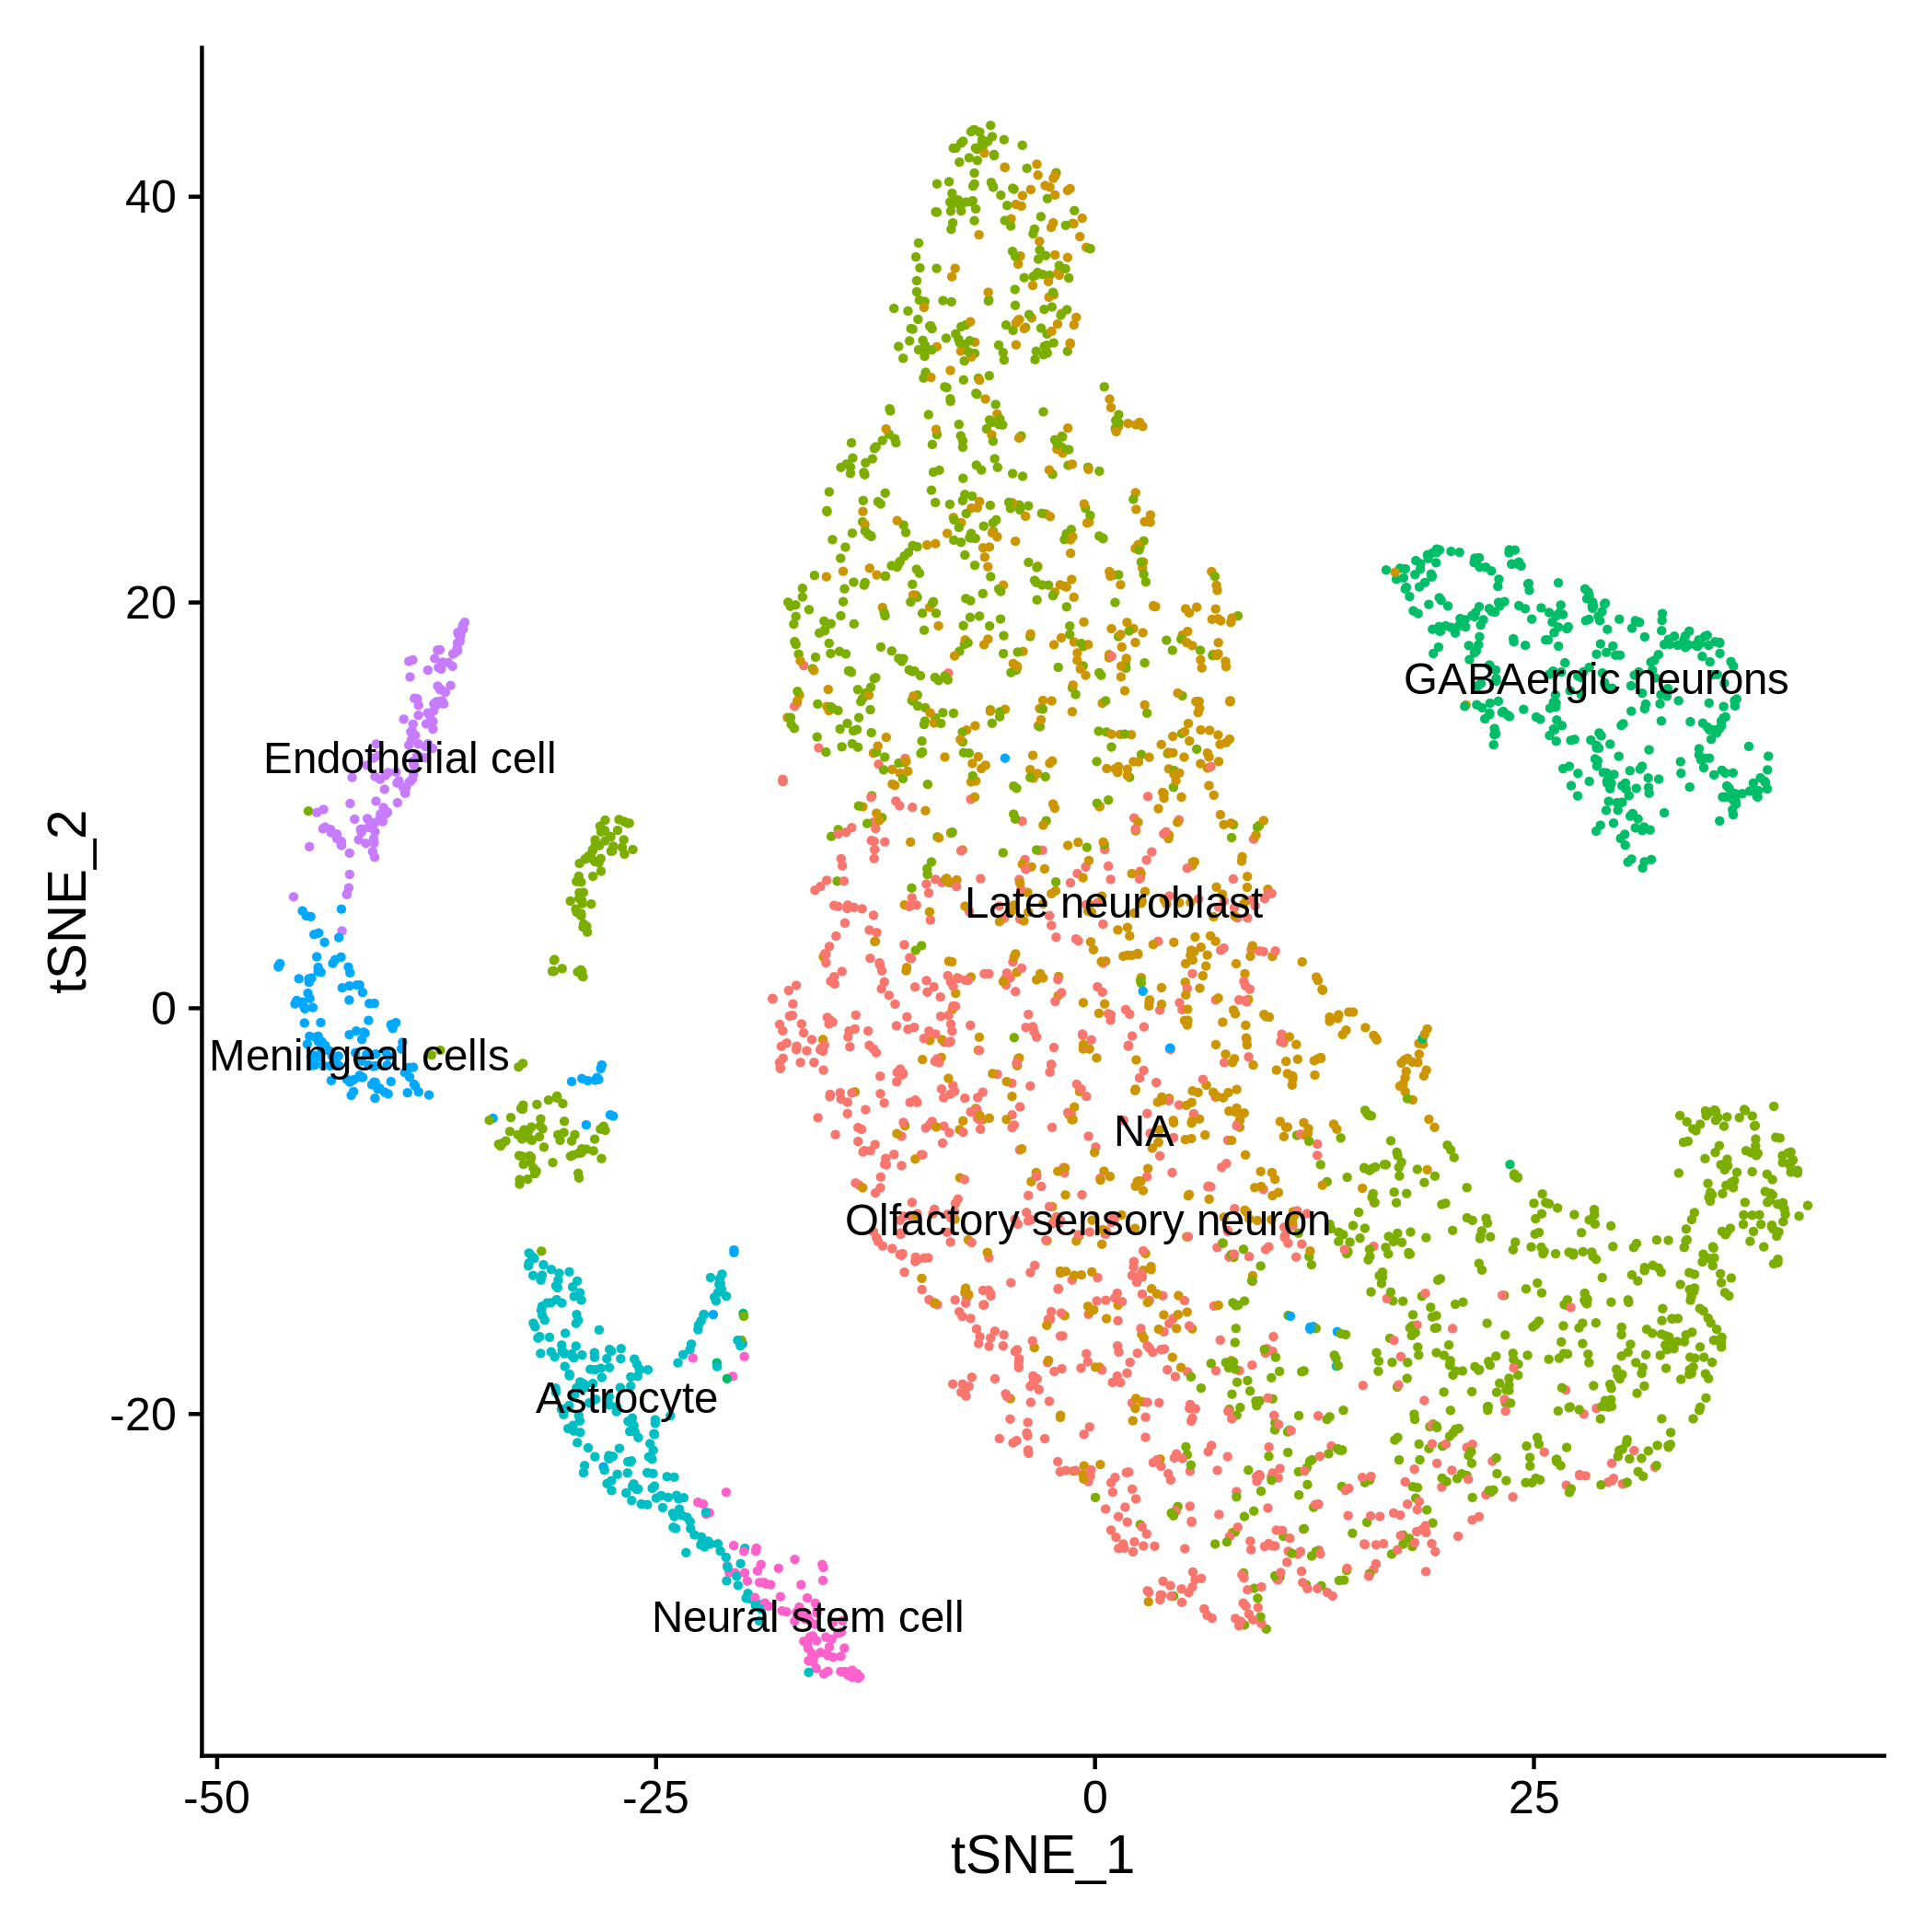 40
20
GABAergic neurons
Endothelial cell
tSNE_2
Late neuroblast
0
Meningeal cells
NA
Olfactory sensory neuron
Astrocyte
-20
Neural stem cell
-50
-25
0
25
tSNE_1